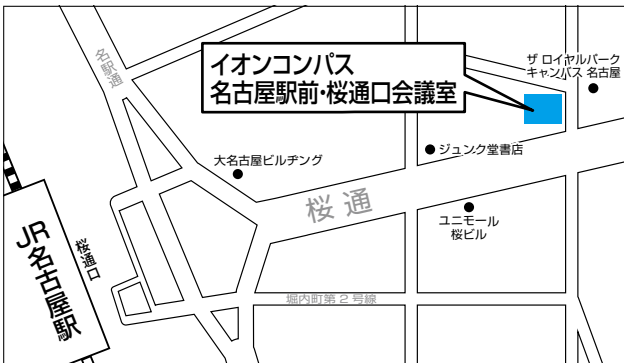 名駅通
イオンコンパス
名古屋駅前・桜通口会議室
ザ ロイヤルパーク
キャンバス 名古屋
ジュンク堂書店
大名古屋ビルヂング
桜通
ユニモール
桜ビル
JR名古屋駅
桜通口
堀内町第2号線